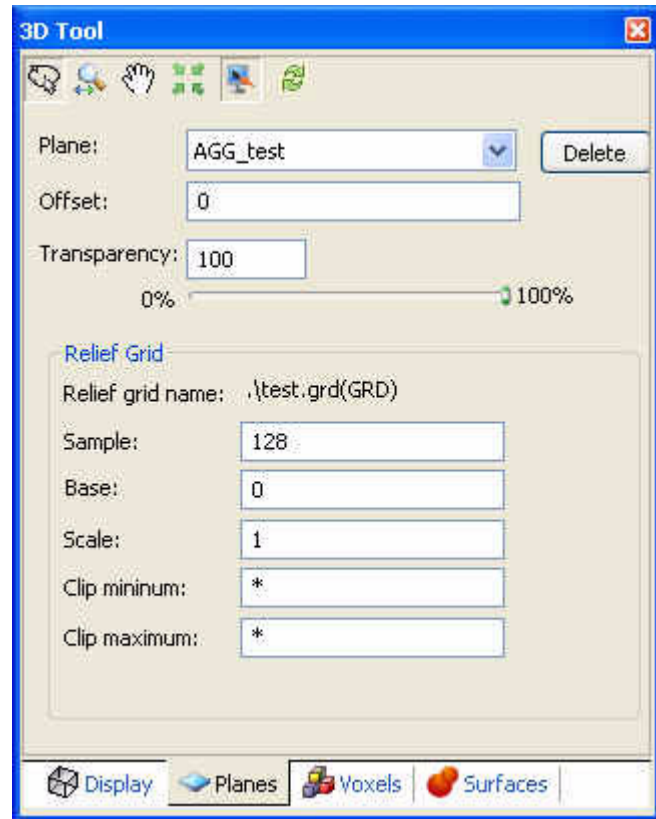 3D Tool
Plane: AGG_test Delete
Offset: 0
Transparency: 100
0% 100%
Relief Grid
Relief grid name: .\test.grd(GRD)
Sample: 128
Base: 0
Scale: 1
Clip mininum: *
Clip maximum: *
Display Planes Voxels Surfaces